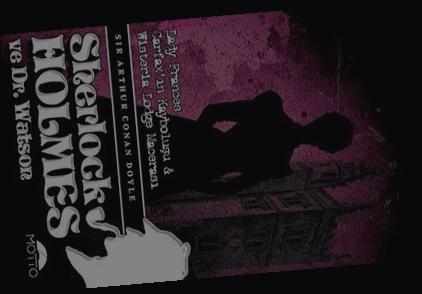 Lady Frances
Carfax'ın Kayboluşu &
Wisteria Lodge Macerası
SIR ARTHUR CONAN DOYLE
Sherlock
HOLMES
ve Dr. Watson
MOTTO